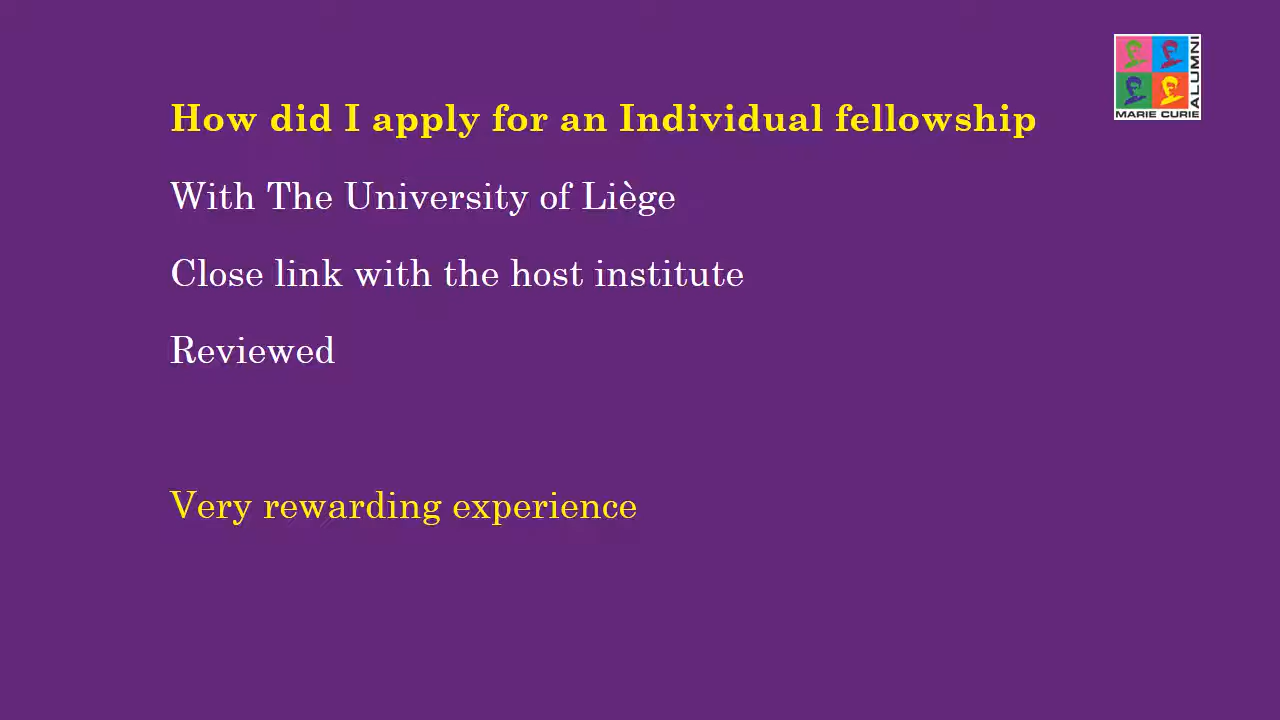 How did I apply for an Individual fellowship
With The University of Liège
Close link with the host institute
Reviewed
Very rewarding experience
ALUMNI
MARIE CURIE